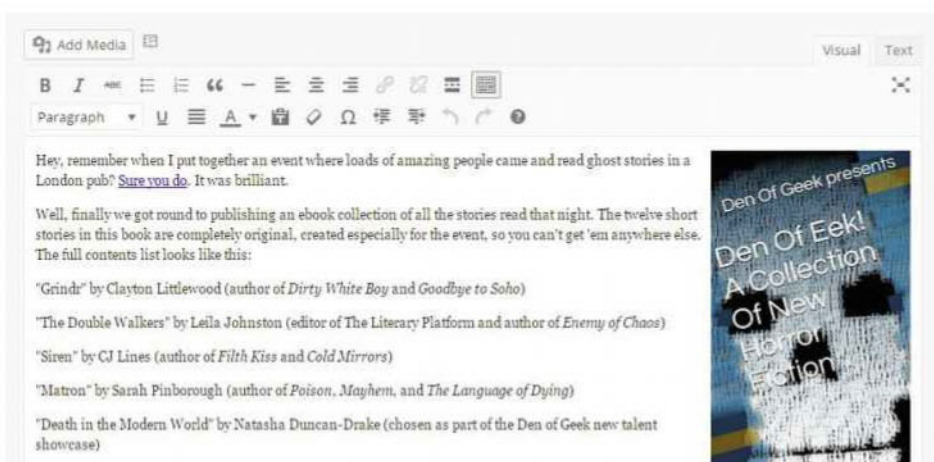 Add Media
Visual Text
B I ABC
Paragraph U A Ω
Hey, remember when I put together an event where loads of amazing people came and read ghost stories in a
London pub? Sure you do. It was brilliant.
Well, finally we got round to publishing an ebook collection of all the stories read that night. The twelve short
stories in this book are completely original, created especially for the event, so you can't get 'em anywhere else.
The full contents list looks like this:
"Grindr" by Clayton Littlewood (author of Dirty White Boy and Goodbye to Soho)
"The Double Walkers" by Leila Johnston (editor of The Literary Platform and author of Enemy of Chaos)
"Siren" by CJ Lines (author of Filth Kiss and Cold Mirrors)
"Matron" by Sarah Pinborough (author of Poison, Mayhem, and The Language of Dying)
"Death in the Modern World" by Natasha Duncan-Drake (chosen as part of the Den of Geek new talent
showcase)
Den Of Geek presents
Den Of Eek!
A Collection
Of New
Horror
Fiction